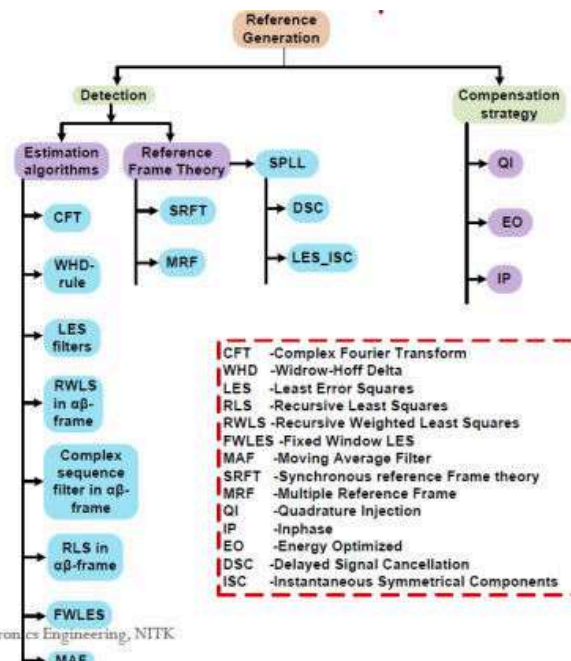 Reference
Generation
Detection
Compensation
strategy
Estimation
algorithms
Reference
Frame Theory
SPLL
QI
CFT
SRFT
DSC
EO
WHD-
rule
MRF
LES_ISC
IP
LES
filters
RWLS
in αβ-
frame
Complex
sequence
filter in αβ-
frame
RLS in
αβ-frame
FWLES
MAF
CFT -Complex Fourier Transform
WHD -Widrow-Hoff Delta
LES -Least Error Squares
RLS -Recursive Least Squares
RWLS -Recursive Weighted Least Squares
FWLES -Fixed Window LES
MAF -Moving Average Filter
SRFT -Synchronous reference Frame theory
MRF -Multiple Reference Frame
QI -Quadrature Injection
IP -Inphase
EO -Energy Optimized
DSC -Delayed Signal Cancellation
ISC -Instantaneous Symmetrical Components
ronics Engineering, NITK